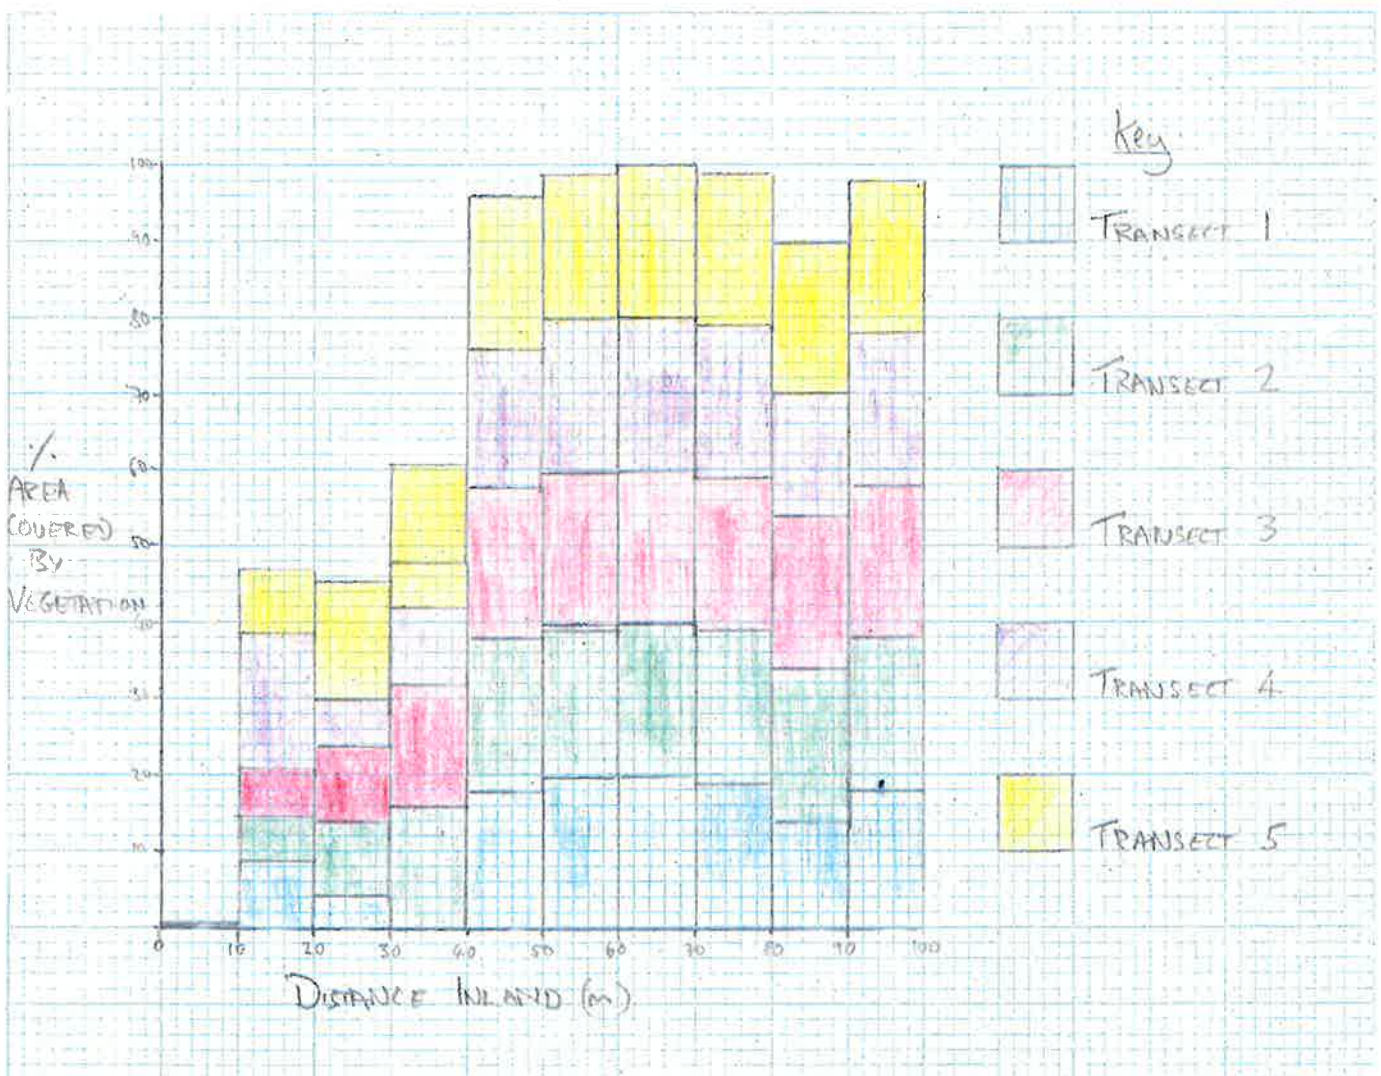 Key
TRANSECT 1
TRANSECT 2
TRANSECT 3
TRANSECT 4
TRANSECT 5
%
AREA
COVERED
BY
VEGETATION
100
90
80
70
60
50
40
30
20
10
0 10 20 30 40 50 60 70 80 90 100
DISTANCE INLAND (m)